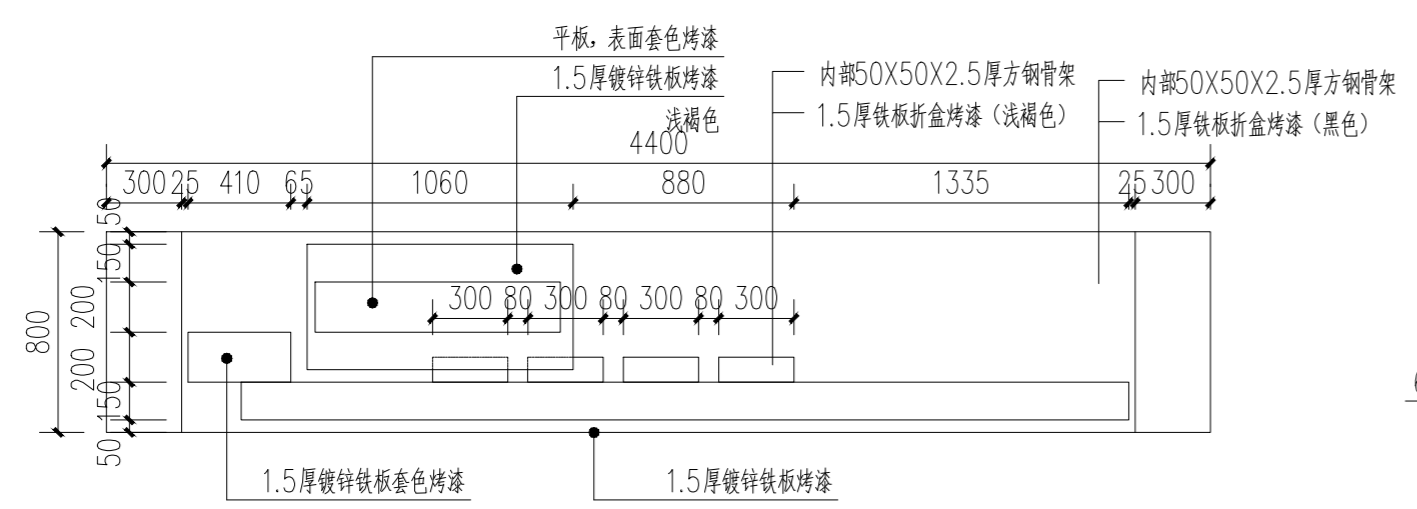 平板，表面套色烤漆
1.5厚镀锌铁板烤漆
浅褐色
内部50X50X2.5厚方钢骨架
1.5厚铁板折盒烤漆（浅褐色）
内部50X50X2.5厚方钢骨架
1.5厚铁板折盒烤漆（黑色）
4400
300 25 410 65 1060 880 1335 25 300
50
150
200
200
150
50
800
300 80 300 80 300 80 300
1.5厚镀锌铁板套色烤漆
1.5厚镀锌铁板烤漆